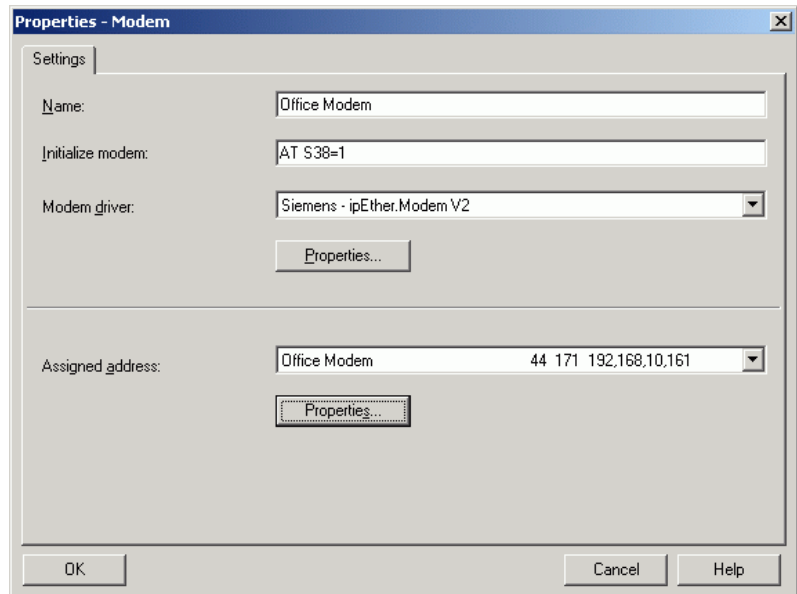 Properties - Modem
Settings
Name: Office Modem
Initialize modem: AT S38=1
Modem driver: Siemens - ipEther.Modem V2
Properties...
Assigned address: Office Modem 44 171 192,168,10,161
Properties...
OK Cancel Help